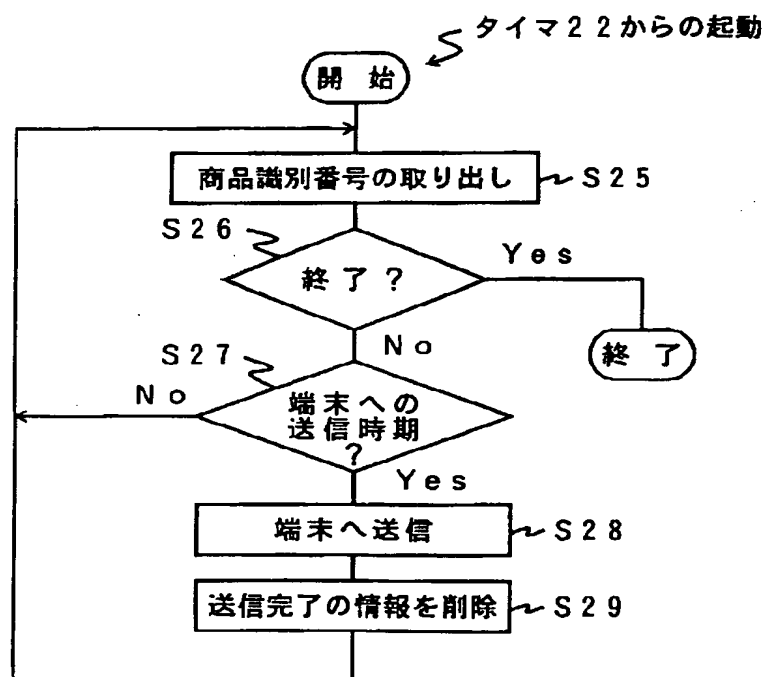 タイマ22からの起動
開 始
商品識別番号の取り出し
S25
S26
終了?
Yes
No
終 了
S27
端末への
送信時期
?
No
Yes
端末へ送信
S28
送信完了の情報を削除
S29